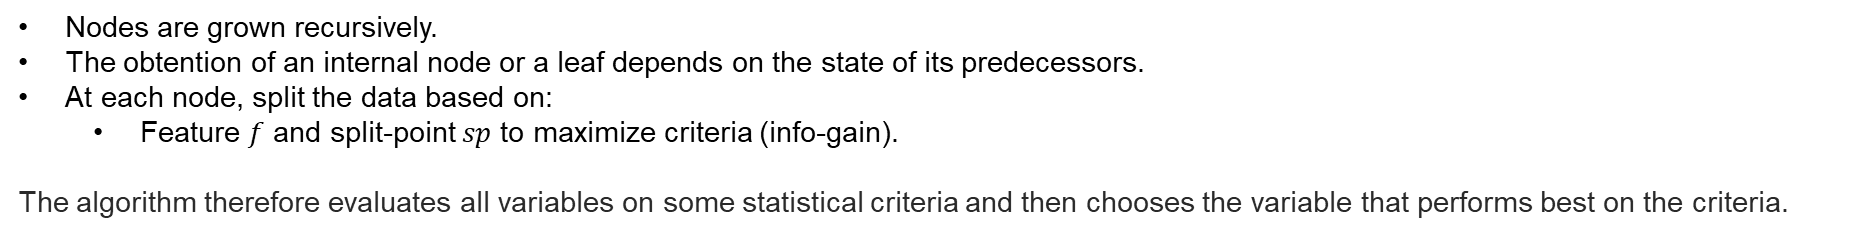 • Nodes are grown recursively.
• The obtention of an internal node or a leaf depends on the state of its predecessors.
• At each node, split the data based on:
• Feature f and split-point sp to maximize criteria (info-gain).
The algorithm therefore evaluates all variables on some statistical criteria and then chooses the variable that performs best on the criteria.